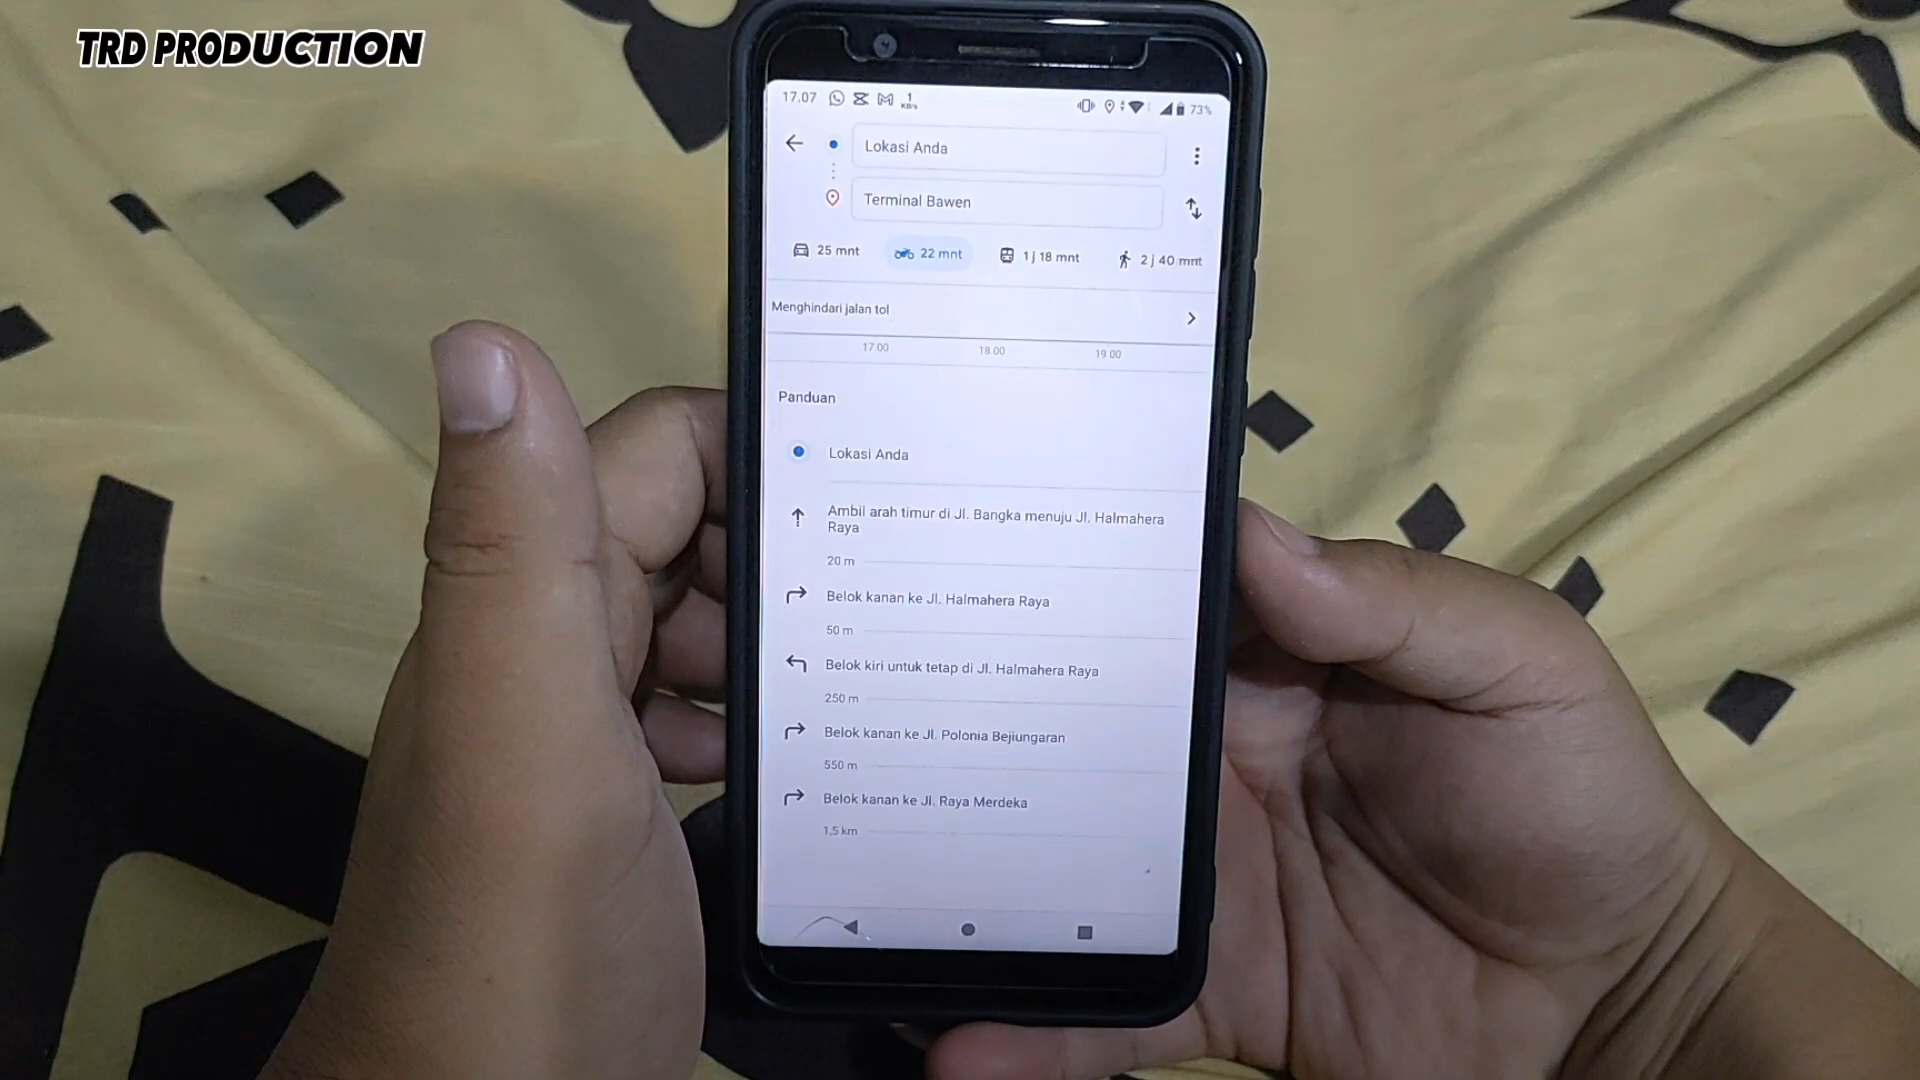 TRD PRODUCTION
17.07
1
KB/s
73%
Lokasi Anda
Terminal Bawen
25 mnt
22 mnt
1 j 18 mnt
2 j 40 mnt
Menghindari jalan tol
17 00
18.00
19 00
Panduan
Lokasi Anda
Ambil arah timur di Jl. Bangka menuju Jl. Halmahera
Raya
20 m
Belok kanan ke Jl. Halmahera Raya
50 m
Belok kiri untuk tetap di Jl. Halmahera Raya
250 m
Belok kanan ke Jl. Polonia Bejiungaran
550 m
Belok kanan ke Jl. Raya Merdeka
1,5 km